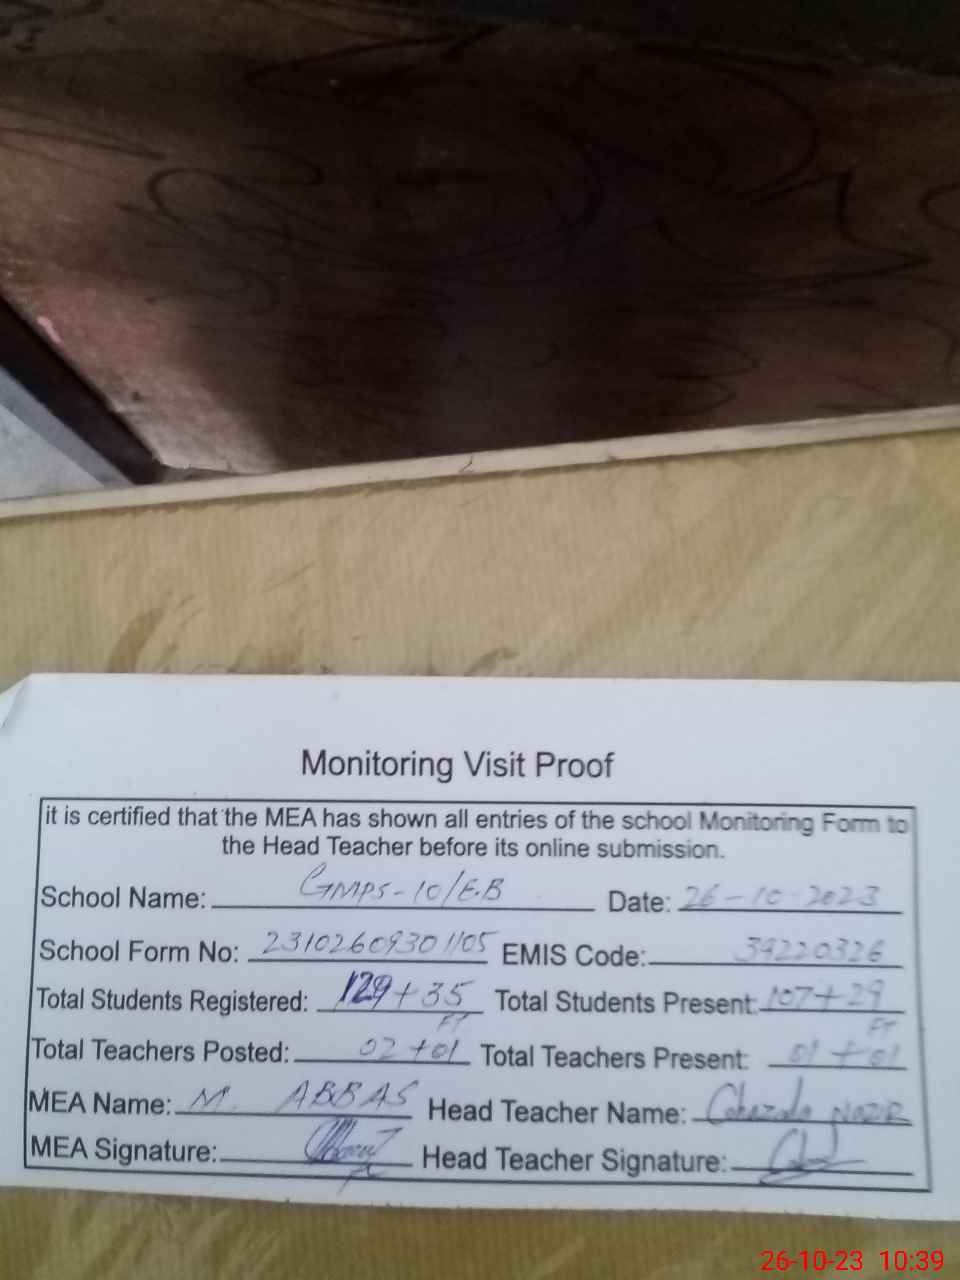 Monitoring Visit Proof
it is certified that the MEA has shown all entries of the school Monitoring Form to
the Head Teacher before its online submission.
School Name: GMPS-10/E.B Date: 26-10-2023
School Form No: 23102609301105 EMIS Code: 39220326
Total Students Registered: 129+35 Total Students Present: 107+29
FT FT
Total Teachers Posted: 02+01 Total Teachers Present: 01+01
MEA Name: M. ABBAS Head Teacher Name: NAZIR
MEA Signature: Head Teacher Signature:
26-10-23 10:39